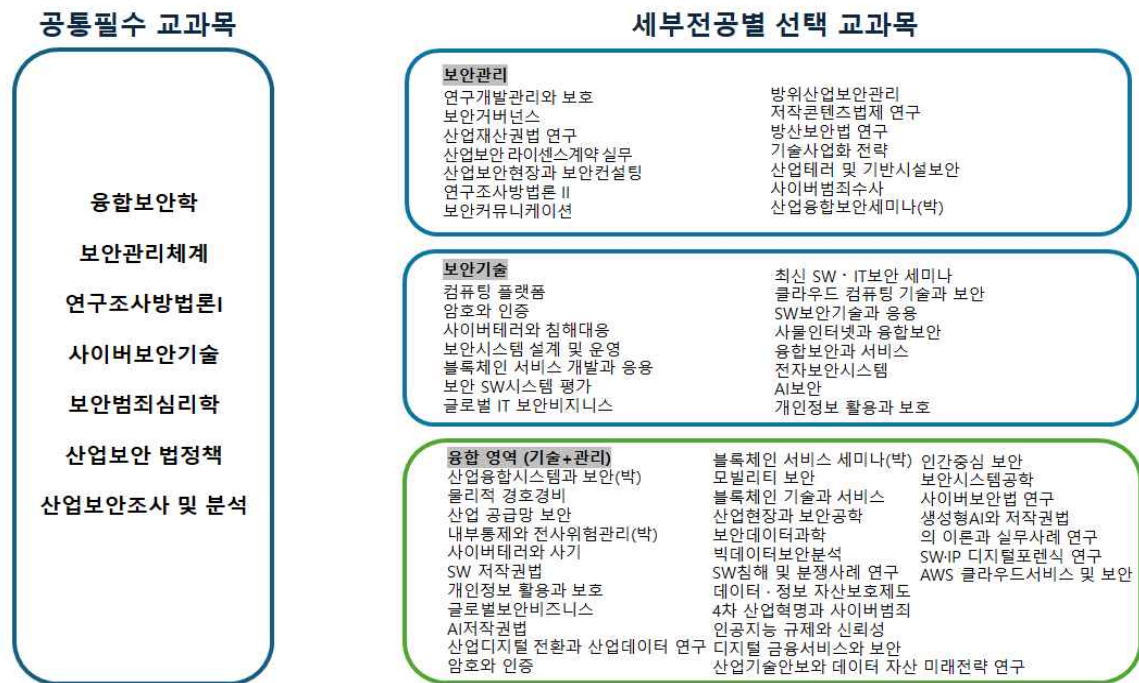 공통필수 교과목
융합보안학
보안관리체계
연구조사방법론I
사이버보안기술
보안범죄심리학
산업보안 법정책
산업보안조사 및 분석
세부전공별 선택 교과목
보안관리
연구개발관리와 보호
보안거버넌스
산업재산권법 연구
산업보안 라이센스계약 실무
산업보안현장과 보안컨설팅
연구조사방법론 II
보안커뮤니케이션
방위산업보안관리
저작콘텐츠법제 연구
방산보안법 연구
기술사업화 전략
산업테러 및 기반시설보안
사이버범죄수사
산업융합보안세미나(박)
보안기술
컴퓨팅 플랫폼
암호와 인증
사이버테러와 침해대응
보안시스템 설계 및 운영
블록체인 서비스 개발과 응용
보안 SW시스템 평가
글로벌 IT 보안비지니스
최신 SW · IT보안 세미나
클라우드 컴퓨팅 기술과 보안
SW보안기술과 응용
사물인터넷과 융합보안
융합보안과 서비스
전자보안시스템
AI보안
개인정보 활용과 보호
융합 영역 (기술+관리)
산업융합시스템과 보안(박)
물리적 경호경비
산업 공급망 보안
내부통제와 전사위험관리(박)
사이버테러와 사기
SW 저작권법
개인정보 활용과 보호
글로벌보안비즈니스
AI저작권법
산업디지털 전환과 산업데이터 연구
암호와 인증
블록체인 서비스 세미나(박)
모빌리티 보안
블록체인 기술과 서비스
산업현장과 보안공학
보안데이터과학
빅데이터보안분석
SW침해 및 분쟁사례 연구
데이터 · 정보 자산보호제도
4차 산업혁명과 사이버범죄
인공지능 규제와 신뢰성
디지털 금융서비스와 보안
산업기술안보와 데이터 자산 미래전략 연구
인간중심 보안
보안시스템공학
사이버보안법 연구
생성형AI와 저작권법
의 이론과 실무사례 연구
SW·IP 디지털포렌식 연구
AWS 클라우드서비스 및 보안